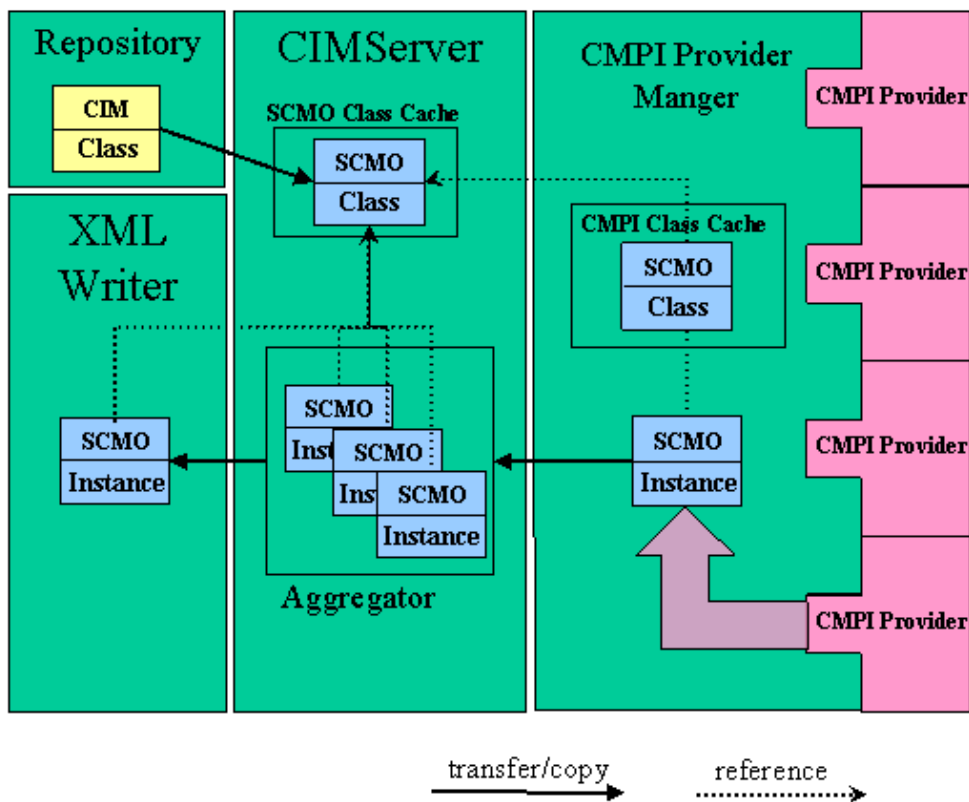 Repository
CIM
Class
CIMServer
SCMO Class Cache
SCMO
Class
CMPI Provider
Manger
CMPI Provider
CMPI Provider
CMPI Provider
CMPI Provider
CMPI Class Cache
SCMO
Class
XML
Writer
SCMO
Instance
SCMO
Inst
SCMO
Inst
SCMO
Instance
Aggregator
SCMO
Instance
transfer/copy
reference